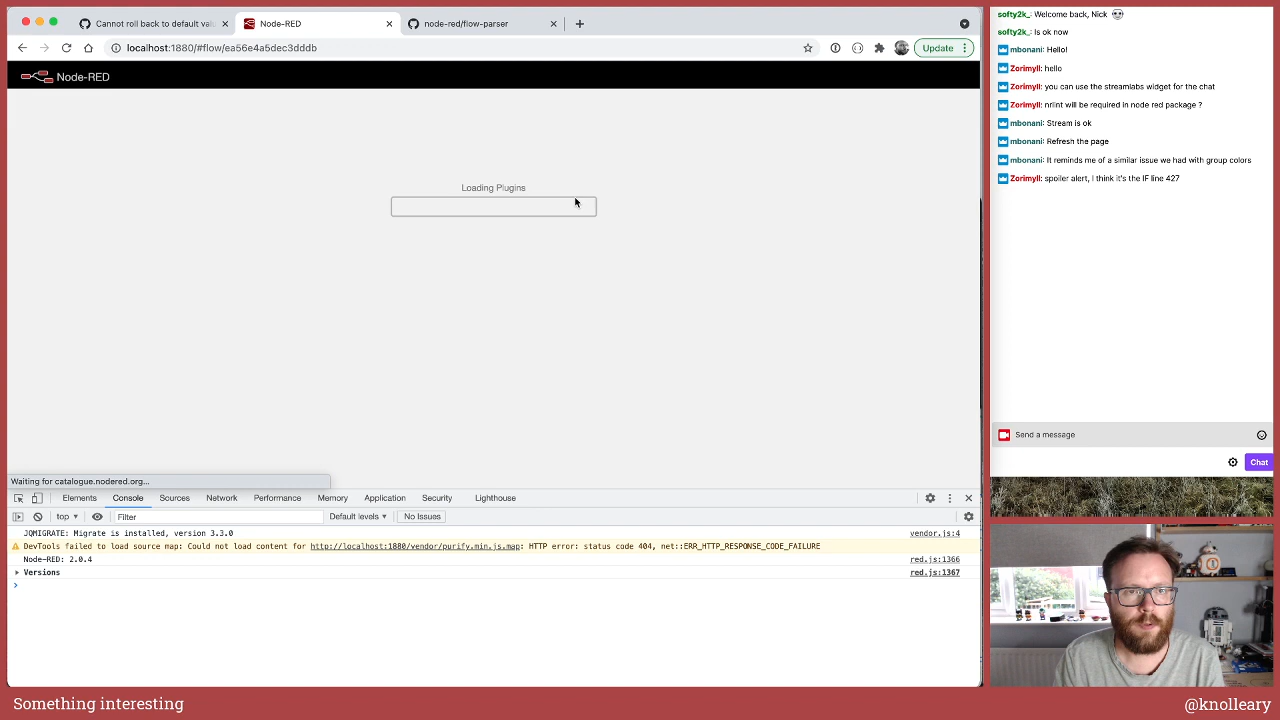 Cannot roll back to default valu
Node-RED
node-red/flow-parser
localhost:1880/#flow/ea56e4a5dec3dddb
Update
Node-RED
Loading Plugins
Waiting for catalogue.nodered.org...
Elements Console Sources Network Performance Memory Application Security Lighthouse
top Filter Default levels No Issues
JQMIGRATE: Migrate is installed, version 3.3.0 vendor.js:4
DevTools failed to load source map: Could not load content for http://localhost:1880/vendor/purify.min.js.map: HTTP error: status code 404, net::ERR_HTTP_RESPONSE_CODE_FAILURE
Node-RED: 2.0.4 red.js:1366
Versions red.js:1367
softy2k_: Welcome back, Nick
softy2k_: Is ok now
mbonani: Hello!
Zorimyll: hello
Zorimyll: you can use the streamlabs widget for the chat
Zorimyll: nrlint will be required in node red package ?
mbonani: Stream is ok
mbonani: Refresh the page
mbonani: It reminds me of a similar issue we had with group colors
Zorimyll: spoiler alert, I think it's the IF line 427
Send a message
Chat
Something interesting
@knolleary